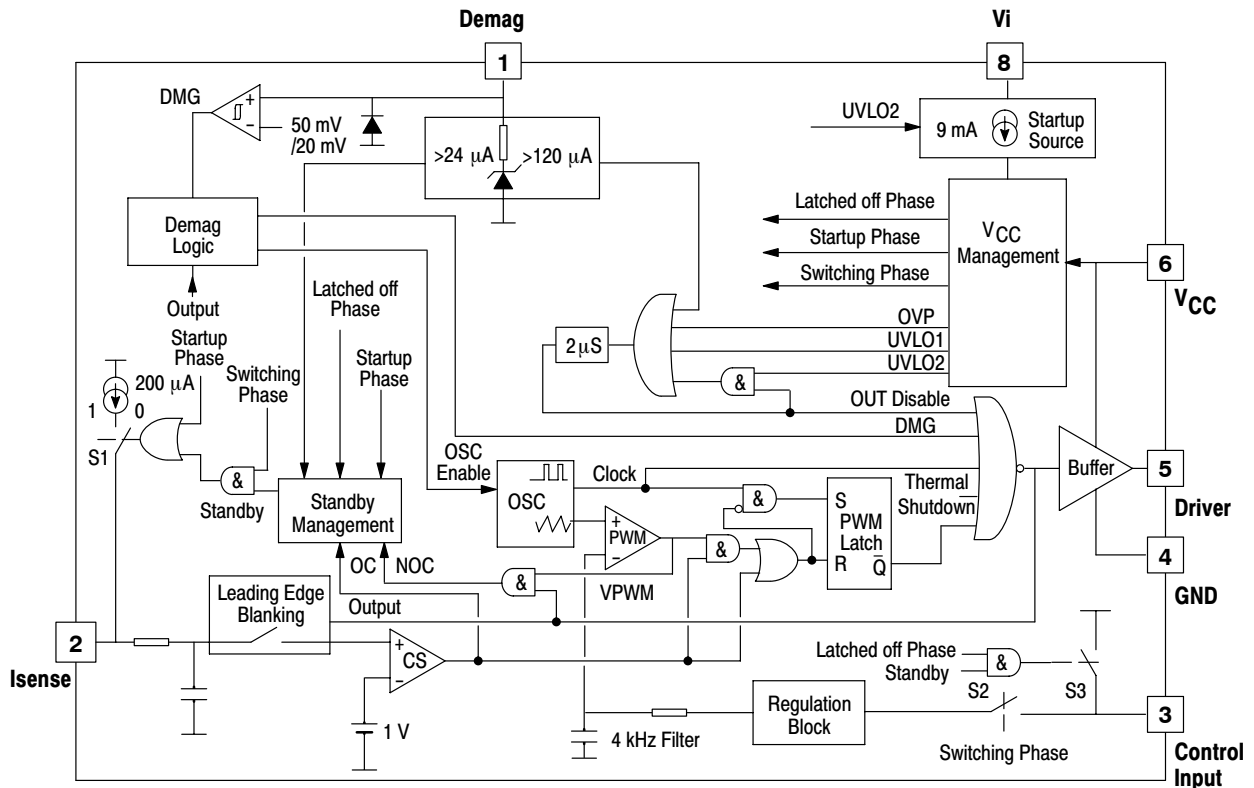 Demag
Vi
1
8
DMG
+
−
50 mV
/20 mV
>24 μA
>120 μA
UVLO2
9 mA
Startup
Source
Demag
Logic
Latched off Phase
Startup Phase
Switching Phase
VCC
Management
6
VCC
Output
Latched off
Phase
Startup
Phase
Startup
Phase
Switching
Phase
200 μA
1
0
S1
2 μS
OVP
UVLO1
UVLO2
&
OUT Disable
DMG
OSC
Enable
Clock
OSC
&
Standby
Standby
Management
+
PWM
−
&
&
S
PWM
Latch
R
Q
Thermal
Shutdown
Buffer
5
Driver
4
GND
OC
NOC
&
VPWM
Leading Edge
Blanking
Output
2
Isense
+
CS
−
1 V
4 kHz Filter
Regulation
Block
Latched off Phase
Standby
&
S2
S3
Switching Phase
3
Control
Input